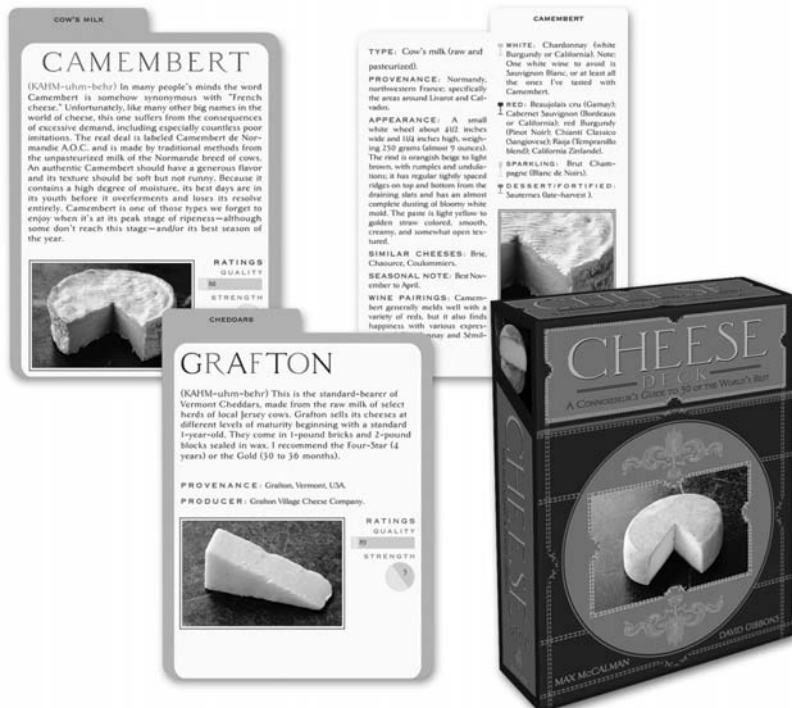 COW'S MILK
CAMEMBERT
(KAHM-uhm-behr) In many people's minds the word
Camembert is somehow synonymous with "French
cheese." Unfortunately, like many other big names in the
world of cheese, this one suffers from the consequences
of excessive demand, including especially countless poor
imitations. The real deal is labeled Camembert de Nor-
mandie A.O.C. and is made by traditional methods from
the unpasteurized milk of the Normande breed of cows.
An authentic Camembert should have a generous flavor
and its texture should be soft but not runny. Because it
contains a high degree of moisture, its best days are in
its youth before it overferments and loses its resolve
entirely. Camembert is one of those types we forget to
enjoy when it's at its peak stage of ripeness—although
some don't reach this stage—and/or its best season of
the year.
RATINGS
QUALITY
STRENGTH
CAMEMBERT
TYPE: Cow's milk (raw and
pasteurized).
PROVENANCE: Normandy,
northwestern France; specifically
the areas around Livarot and Cal-
vados.
APPEARANCE: A small
white wheel about 41/2 inches
wide and 11/4 inches high, weigh-
ing 250 grams (almost 9 ounces).
The rind is orangish beige to light
brown, with rumples and undula-
tions; it has regular tightly spaced
ridges on top and bottom from the
draining slats and has an almost
complete dusting of bloomy white
mold. The paste is light yellow to
golden straw colored, smooth,
creamy, and somewhat open tex-
tured.
SIMILAR CHEESES: Brie,
Chaource, Coulommiers.
SEASONAL NOTE: Best Nov-
ember to April.
WINE PAIRINGS: Camem-
bert generally melds well with a
variety of reds, but it also finds
happiness with various expres-
nnay and Sémil-
WHITE: Chardonnay (white
Burgundy or California). Note:
One white wine to avoid is
Sauvignon Blanc, or at least all
the ones I've tasted with
Camembert.
RED: Beaujolais cru (Gamay);
Cabernet Sauvignon (Bordeaux
or California); red Burgundy
(Pinot Noir); Chianti Classico
(Sangiovese); Rioja (Tempranillo
blend); California Zinfandel.
SPARKLING: Brut Cham-
pagne (Blanc de Noirs).
DESSERT/FORTIFIED:
Sauternes (late-harvest ).
CHEDDARS
GRAFTON
(KAHM-uhm-behr) This is the standard-bearer of
Vermont Cheddars, made from the raw milk of select
herds of local Jersey cows. Grafton sells its cheeses at
different levels of maturity beginning with a standard
1-year-old. They come in 1-pound bricks and 2-pound
blocks sealed in wax. I recommend the Four-Star (4
years) or the Gold (30 to 36 months).
PROVENANCE: Grafton, Vermont, USA.
PRODUCER: Grafton Village Cheese Company.
RATINGS
QUALITY
STRENGTH
CHEESE
DECK
A CONNOISSEUR'S GUIDE TO 50 OF THE WORLD'S BEST
CHEESE
MAX McCALMAN
DAVID GIBBONS